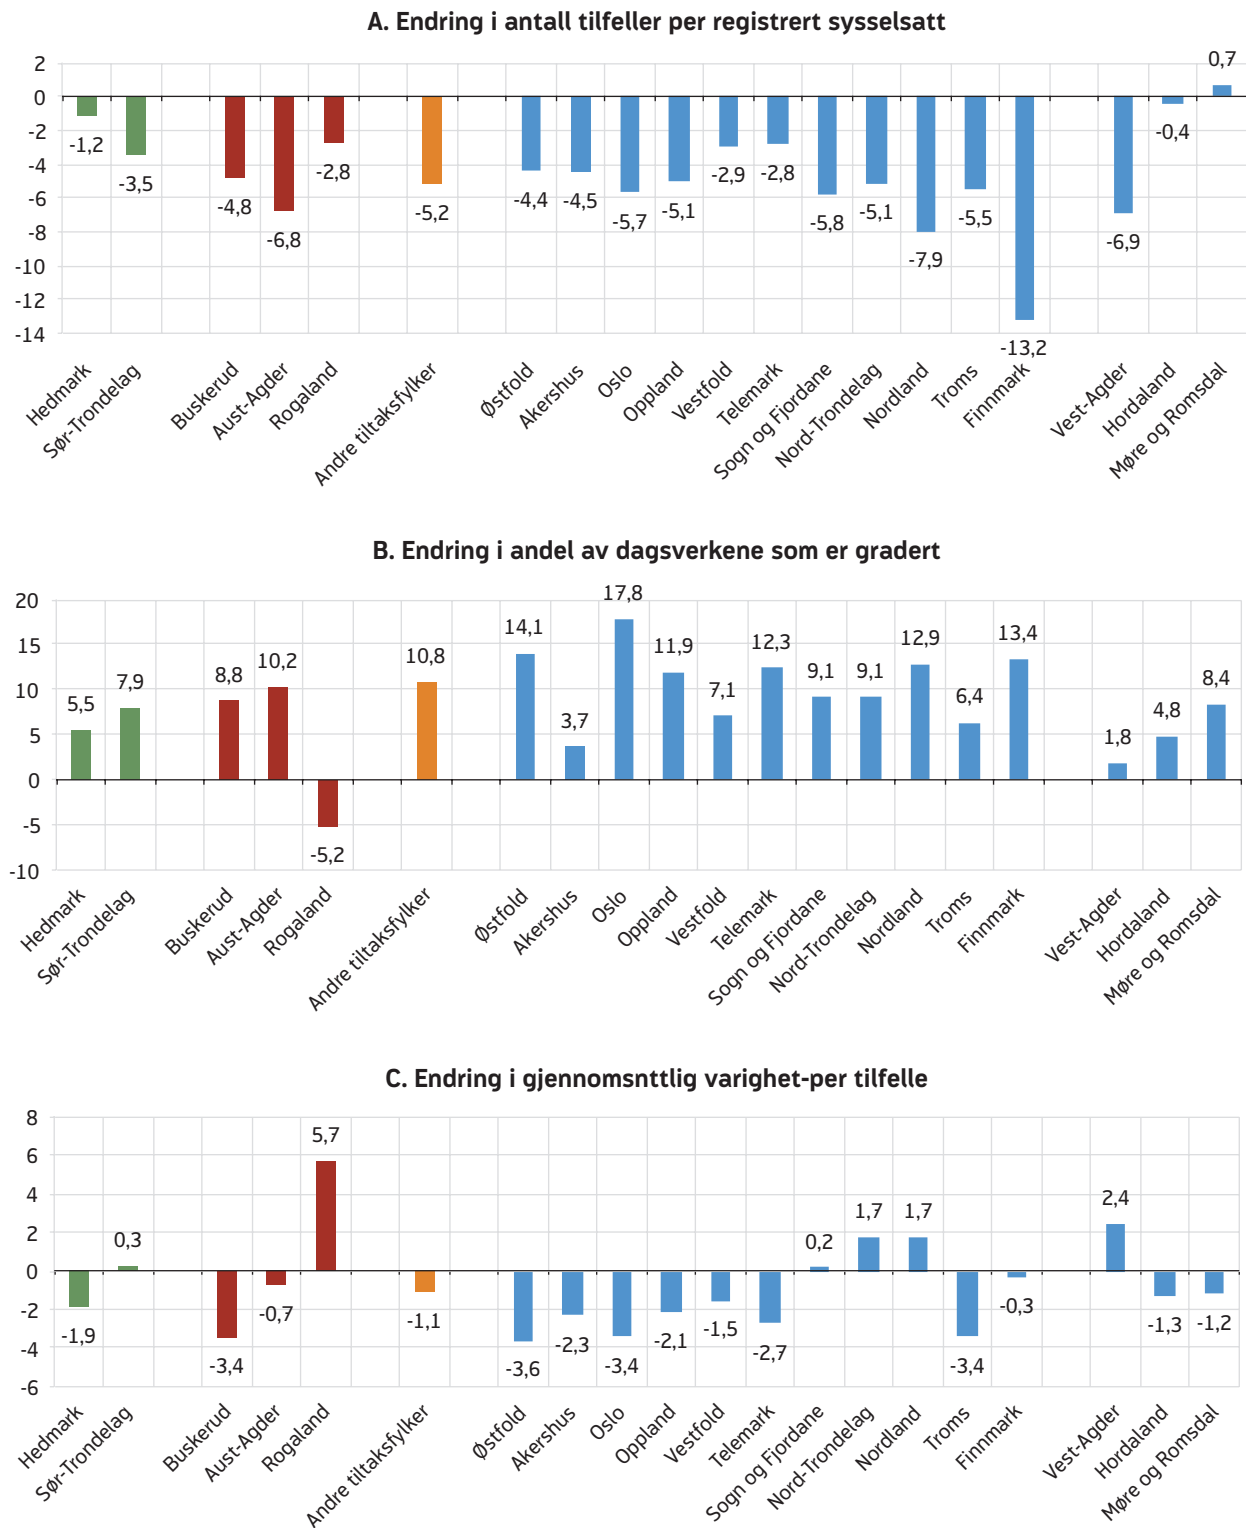 A. Endring i antall tilfeller per registrert sysselsatt
2
0
-2
-4
-6
-8
-10
-12
-14
-1,2
-3,5
-4,8
-6,8
-2,8
-5,2
-4,4
-4,5
-5,7
-5,1
-2,9
-2,8
-5,8
-5,1
-7,9
-5,5
-13,2
-6,9
-0,4
0,7
Hedmark
Sør-Trondelag
Buskerud
Aust-Agder
Rogaland
Andre tiltaksfylker
Østfold
Akershus
Oslo
Oppland
Vestfold
Telemark
Sogn og Fjordane
Nord-Trondelag
Nordland
Troms
Finnmark
Vest-Agder
Hordaland
Møre og Romsdal
B. Endring i andel av dagsverkene som er gradert
20
15
10
5
0
-5
-10
5,5
7,9
8,8
10,2
-5,2
10,8
14,1
3,7
17,8
11,9
7,1
12,3
9,1
9,1
12,9
6,4
13,4
1,8
4,8
8,4
Hedmark
Sør-Trondelag
Buskerud
Aust-Agder
Rogaland
Andre tiltaksfylker
Østfold
Akershus
Oslo
Oppland
Vestfold
Telemark
Sogn og Fjordane
Nord-Trondelag
Nordland
Troms
Finnmark
Vest-Agder
Hordaland
Møre og Romsdal
C. Endring i gjennomsnttlig varighet-per tilfelle
8
6
4
2
0
-2
-4
-6
-1,9
0,3
-3,4
-0,7
5,7
-1,1
-3,6
-2,3
-3,4
-2,1
-1,5
-2,7
0,2
1,7
1,7
-3,4
-0,3
2,4
-1,3
-1,2
Hedmark
Sør-Trondelag
Buskerud
Aust-Agder
Rogaland
Andre tiltaksfylker
Østfold
Akershus
Oslo
Oppland
Vestfold
Telemark
Sogn og Fjordane
Nord-Trondelag
Nordland
Troms
Finnmark
Vest-Agder
Hordaland
Møre og Romsdal